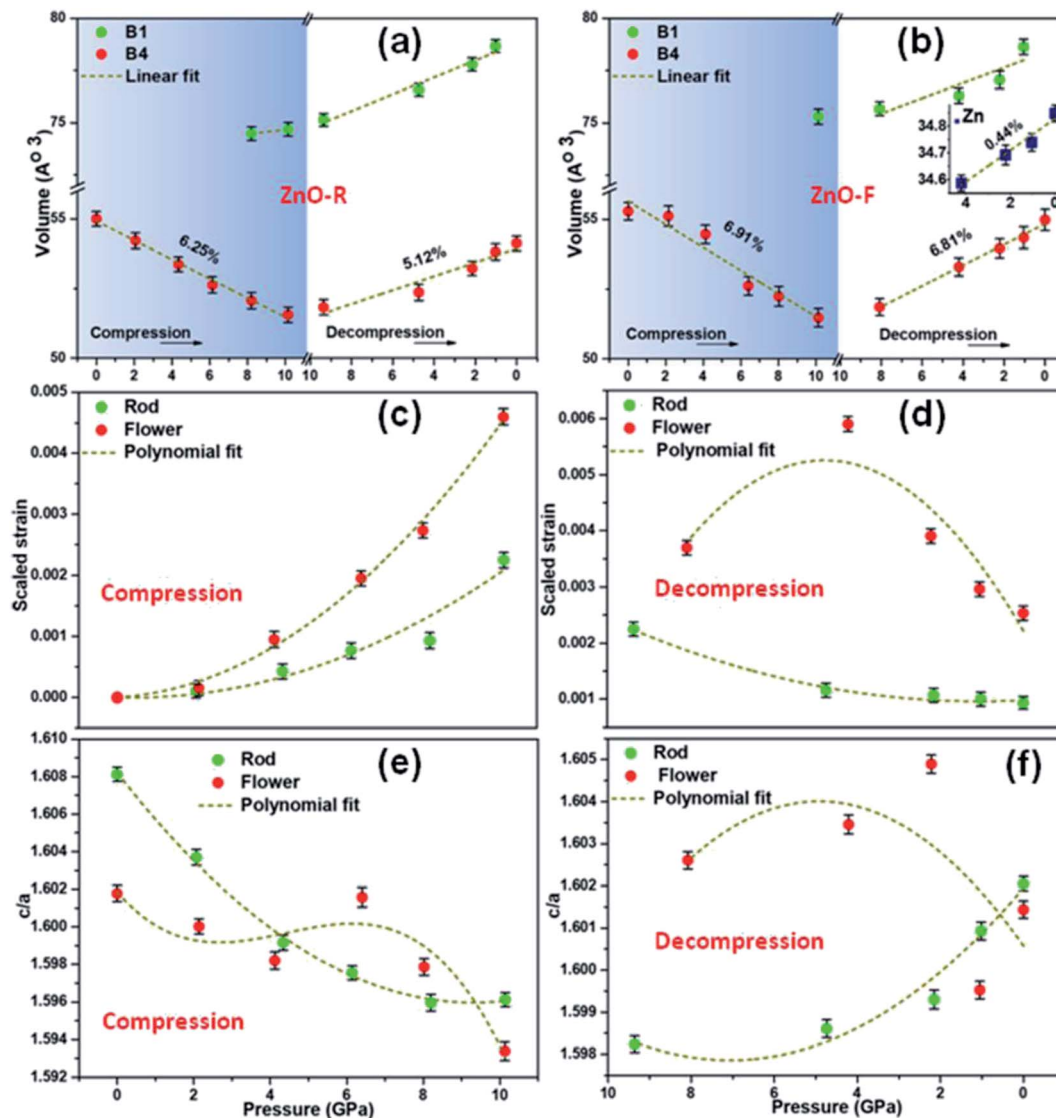 80
75
55
50
Volume (A^O 3)
B1
B4
Linear fit
(a)
ZnO-R
6.25%
5.12%
Compression
Decompression
0 2 4 6 8 10 10 8 6 4 2 0
80
75
55
50
Volume (A^O 3)
B1
B4
Linear fit
(b)
Zn
0.44%
34.8
34.7
34.6
4 2 0
ZnO-F
6.91%
6.81%
Compression
Decompression
0 2 4 6 8 10 8 6 4 2 0
0.005
0.004
0.003
0.002
0.001
0.000
Scaled strain
Rod
Flower
Polynomial fit
(c)
Compression
0.006
0.005
0.004
0.003
0.002
0.001
Scaled strain
Rod
Flower
Polynomial fit
(d)
Decompression
1.610
1.608
1.606
1.604
1.602
1.600
1.598
1.596
1.594
1.592
c/a
Rod
Flower
Polynomial fit
(e)
Compression
0 2 4 6 8 10
Pressure (GPa)
1.605
1.604
1.603
1.602
1.601
1.600
1.599
1.598
c/a
Rod
Flower
Polynomial fit
(f)
Decompression
10 8 6 4 2 0
Pressure (GPa)